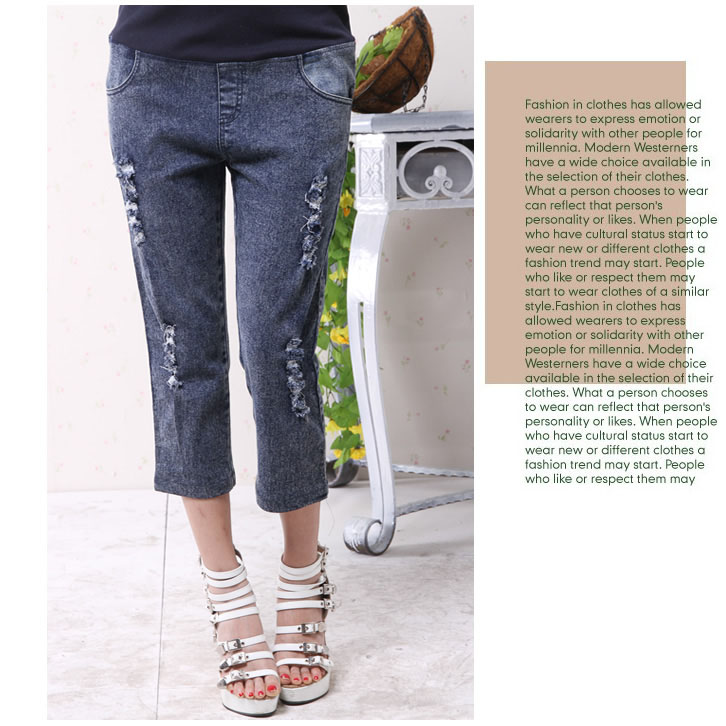 Fashion in clothes has allowed
wearers to express emotion or
solidarity with other people for
millennia. Modern Westerners
have a wide choice available in
the selection of their clothes.
What a person chooses to wear
can reflect that person's
personality or likes. When people
who have cultural status start to
wear new or different clothes a
fashion trend may start. People
who like or respect them may
start to wear clothes of a similar
style.Fashion in clothes has
allowed wearers to express
emotion or solidarity with other
people for millennia. Modern
Westerners have a wide choice
available in the selection of their
clothes. What a person chooses
to wear can reflect that person's
personality or likes. When people
who have cultural status start to
wear new or different clothes a
fashion trend may start. People
who like or respect them may